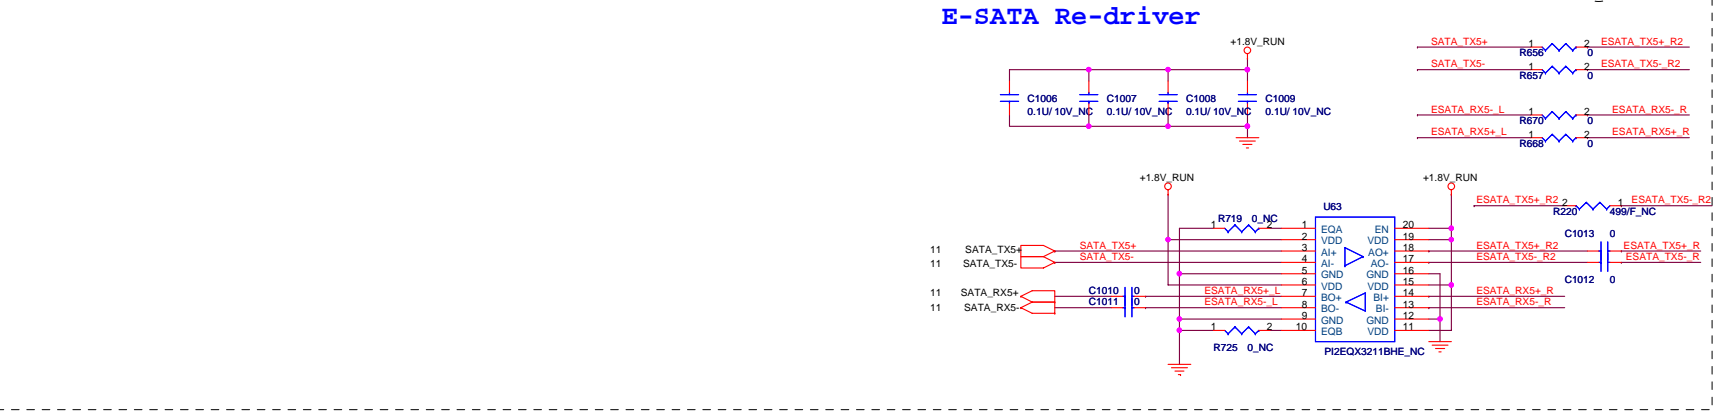 E-SATA Re-driver
+1.8V_RUN
C1006
0.1U/10V_NC
C1007
0.1U/10V_NC
C1008
0.1U/10V_NC
C1009
0.1U/10V_NC
SATA_TX5+ 1 2 ESATA_TX5+_R2
R656 0
SATA_TX5- 1 2 ESATA_TX5-_R2
R657 0
ESATA_RX5-_L 1 2 ESATA_RX5-_R
R670 0
ESATA_RX5+_L 1 2 ESATA_RX5+_R
R668 0
+1.8V_RUN
+1.8V_RUN
ESATA_TX5+_R2 2 1 ESATA_TX5-_R2
R220 499/F_NC
U63
R719 0_NC
1 2
1 EQA EN 20
2 VDD VDD 19
3 AI+ AO+ 18
4 AI- AO- 17
5 GND GND 16
6 VDD VDD 15
7 BO+ BI+ 14
8 BO- BI- 13
9 GND GND 12
10 EQB VDD 11
PI2EQX3211BHE_NC
11 SATA_TX5+ SATA_TX5+
11 SATA_TX5- SATA_TX5-
11 SATA_RX5+ C1010 0 ESATA_RX5+_L
11 SATA_RX5- C1011 0 ESATA_RX5-_L
1 2
R725 0_NC
C1013 0
ESATA_TX5+_R2 ESATA_TX5+_R
ESATA_TX5-_R2 ESATA_TX5-_R
C1012 0
ESATA_RX5+_R
ESATA_RX5-_R